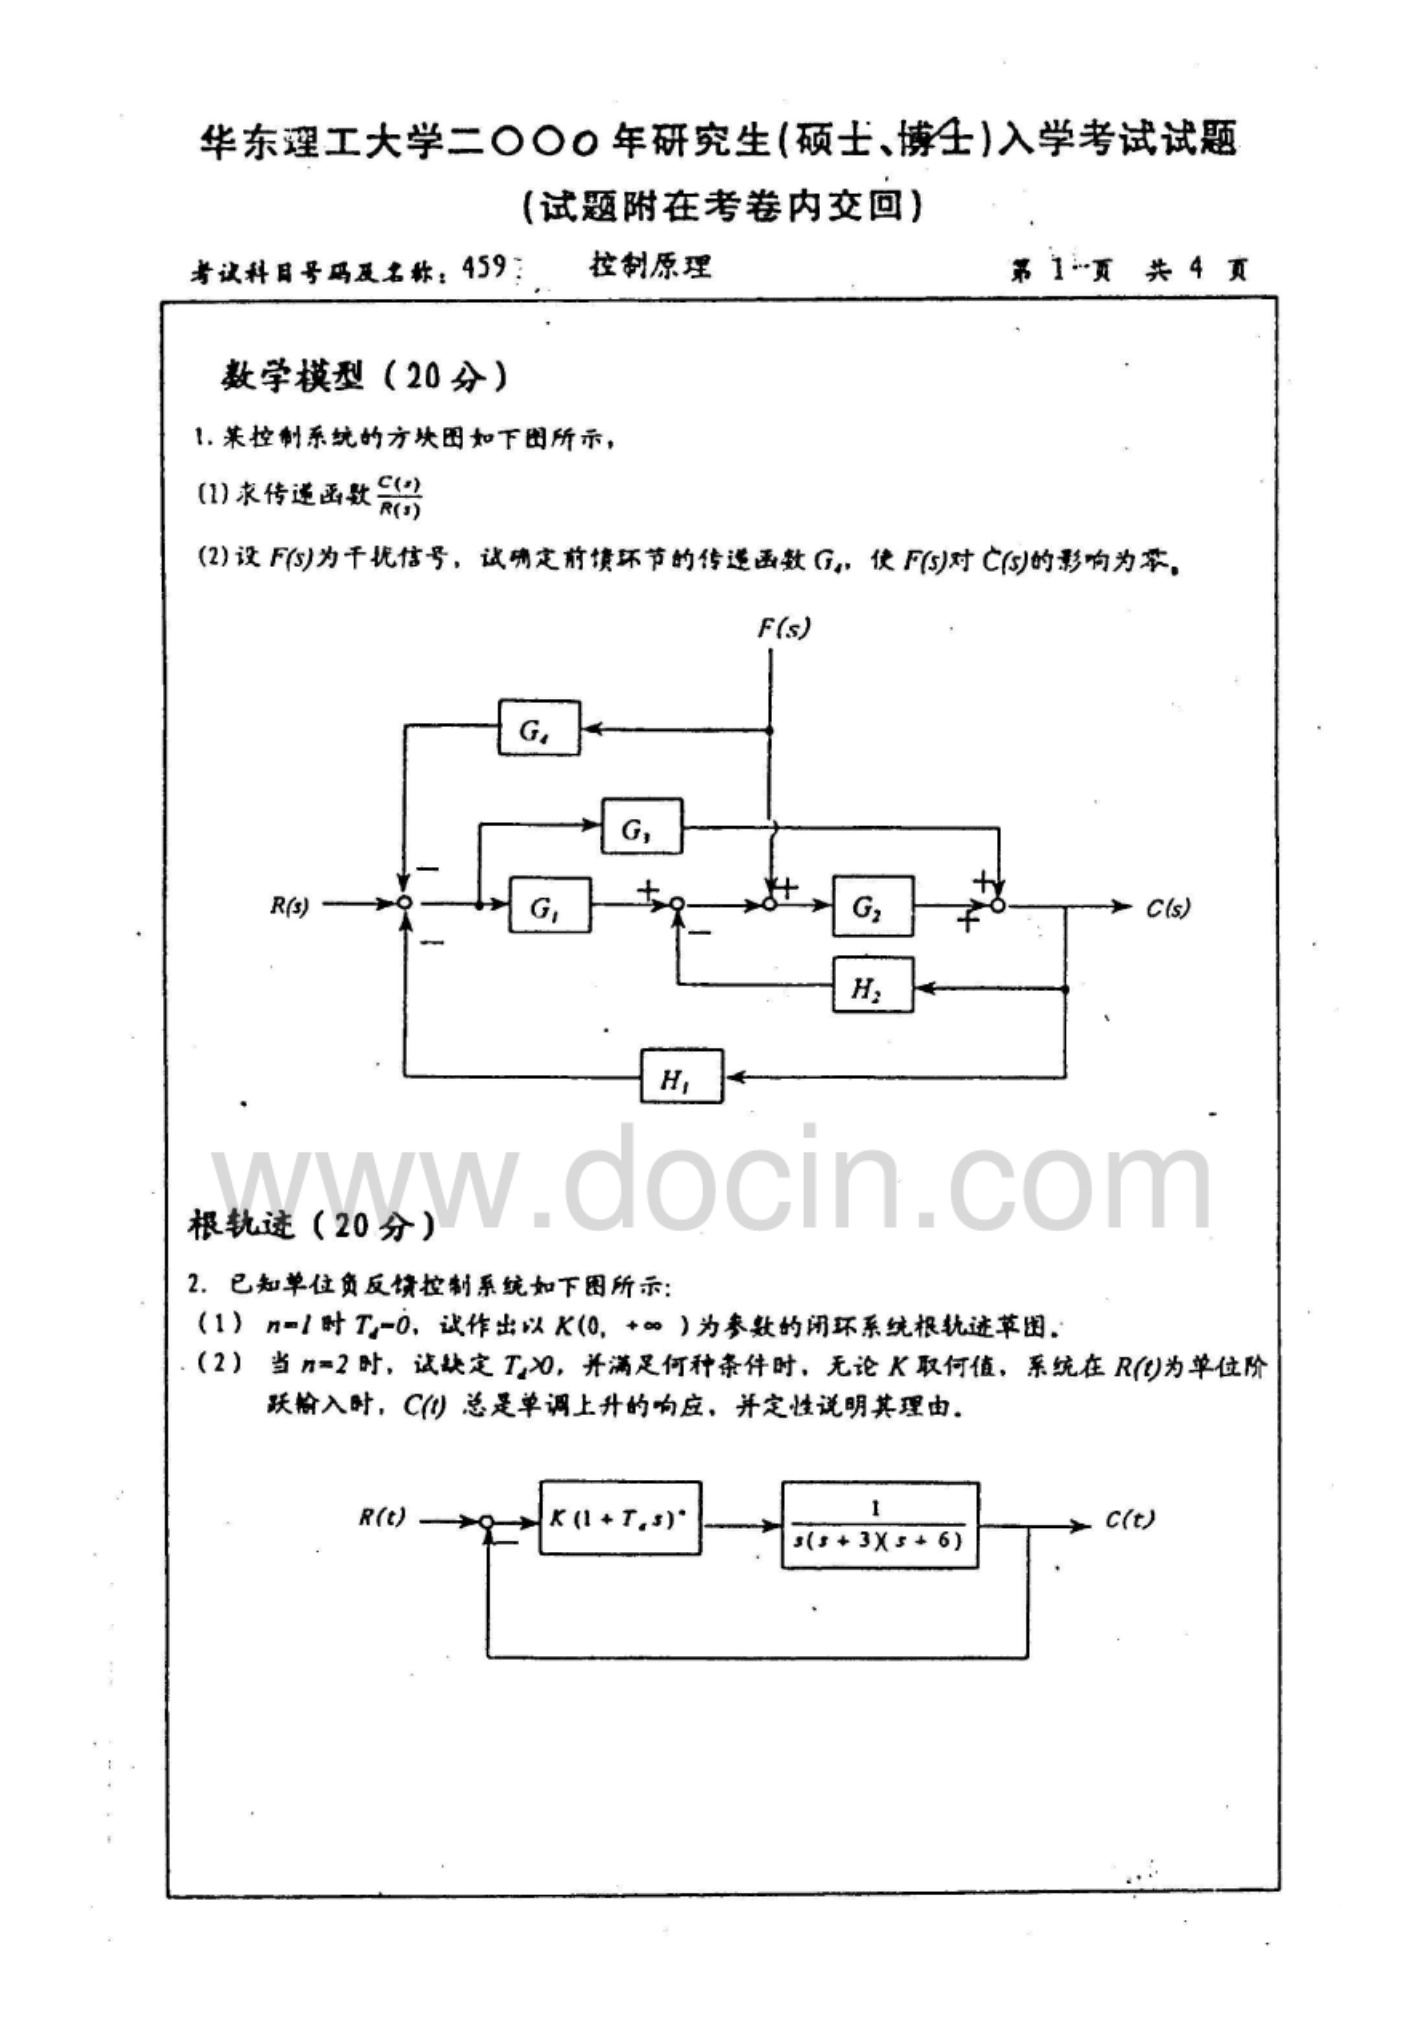 华东理工大学二〇〇〇年研究生(硕士、博士)入学考试试题
(试题附在考卷内交回)
考试科目号码及名称: 459 控制原理 第 1 页 共 4 页
数学模型(20分)
1. 某控制系统的方块图如下图所示,
(1) 求传递函数 C(s)/R(s)
(2) 设 F(s)为干扰信号, 试确定前馈环节的传递函数 G₄, 使 F(s)对 C(s)的影响为零。
F(s)
G₄
G₃
R(s)
G₁
G₂
C(s)
H₂
H₁
www.docin.com
根轨迹(20分)
2. 已知单位负反馈控制系统如下图所示:
(1) n=1 时 T_d=0, 试作出以 K(0, +∞ )为参数的闭环系统根轨迹草图.
(2) 当 n=2 时, 试缺定 T_d>0, 并满足何种条件时, 无论 K 取何值, 系统在 R(t)为单位阶
跃输入时, C(t) 总是单调上升的响应, 并定性说明其理由.
R(t)
K (1 + T_d s)ⁿ
1
s(s + 3)(s + 6)
C(t)